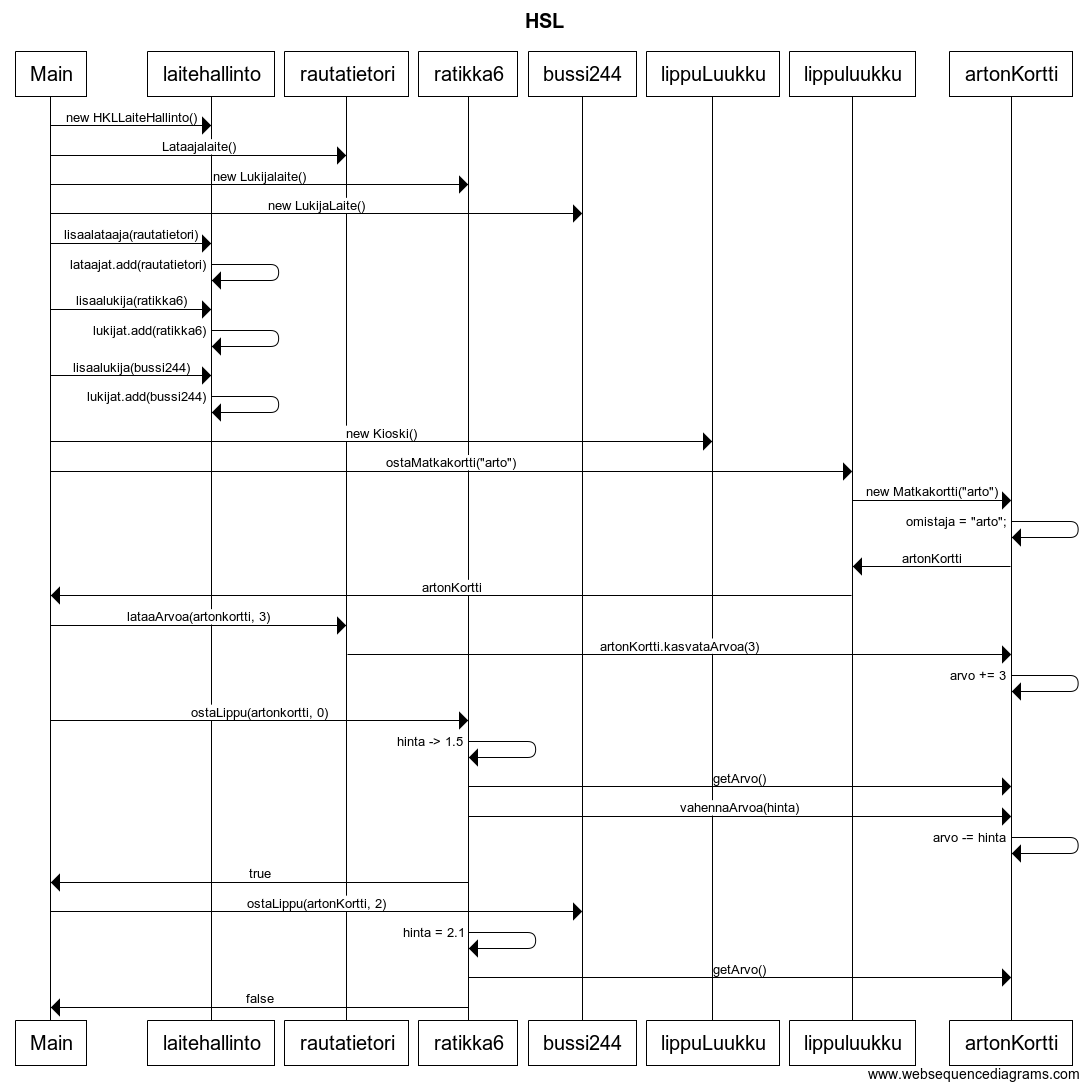 HSL
Main laitehallinto rautatietori ratikka6 bussi244 lippuLuukku lippuluukku artonKortti
new HKLLaiteHallinto()
Lataajalaite()
new Lukijalaite()
new LukijaLaite()
lisaalataaja(rautatietori)
lataajat.add(rautatietori)
lisaalukija(ratikka6)
lukijat.add(ratikka6)
lisaalukija(bussi244)
lukijat.add(bussi244)
new Kioski()
ostaMatkakortti("arto")
new Matkakortti("arto")
omistaja = "arto";
artonKortti
artonKortti
lataaArvoa(artonkortti, 3)
artonKortti.kasvataArvoa(3)
arvo += 3
ostaLippu(artonkortti, 0)
hinta -> 1.5
getArvo()
vahennaArvoa(hinta)
arvo -= hinta
true
ostaLippu(artonKortti, 2)
hinta = 2.1
getArvo()
false
Main laitehallinto rautatietori ratikka6 bussi244 lippuLuukku lippuluukku artonKortti
www.websequencediagrams.com